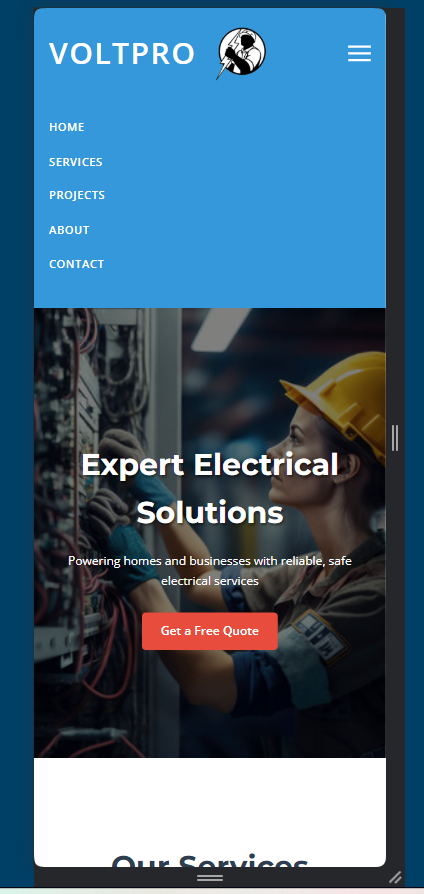 VOLTPRO
HOME
SERVICES
PROJECTS
ABOUT
CONTACT
Expert Electrical
Solutions
Powering homes and businesses with reliable, safe
electrical services
Get a Free Quote
Our Services